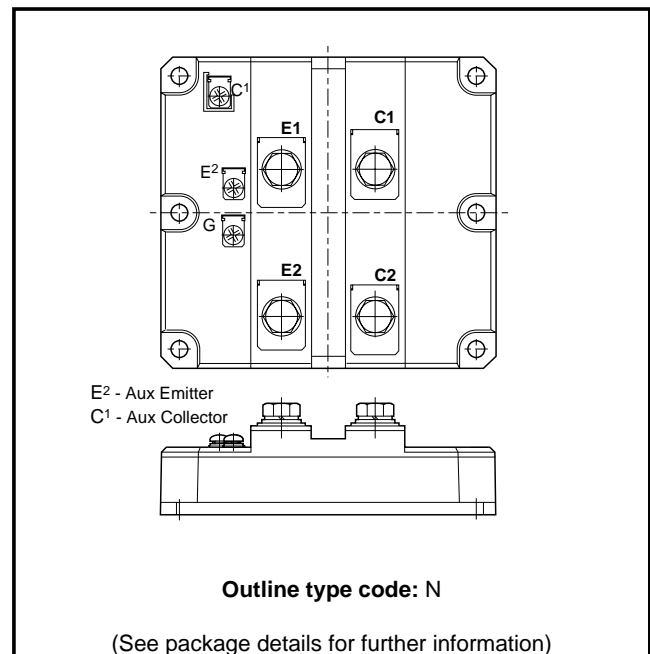 C1
E1
C1
E2
G
E2
C2
E2 - Aux Emitter
C1 - Aux Collector
Outline type code: N
(See package details for further information)